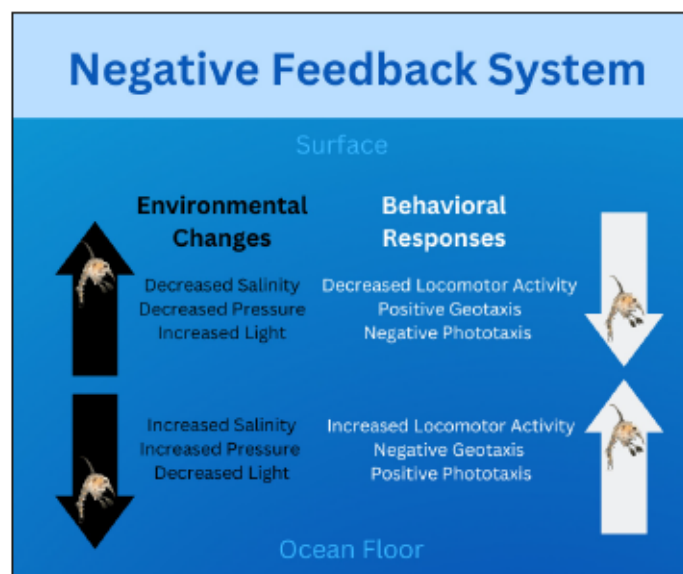 Negative Feedback System
Surface
Environmental
Changes
Behavioral
Responses
Decreased Salinity
Decreased Pressure
Increased Light
Decreased Locomotor Activity
Positive Geotaxis
Negative Phototaxis
Increased Salinity
Increased Pressure
Decreased Light
Increased Locomotor Activity
Negative Geotaxis
Positive Phototaxis
Ocean Floor